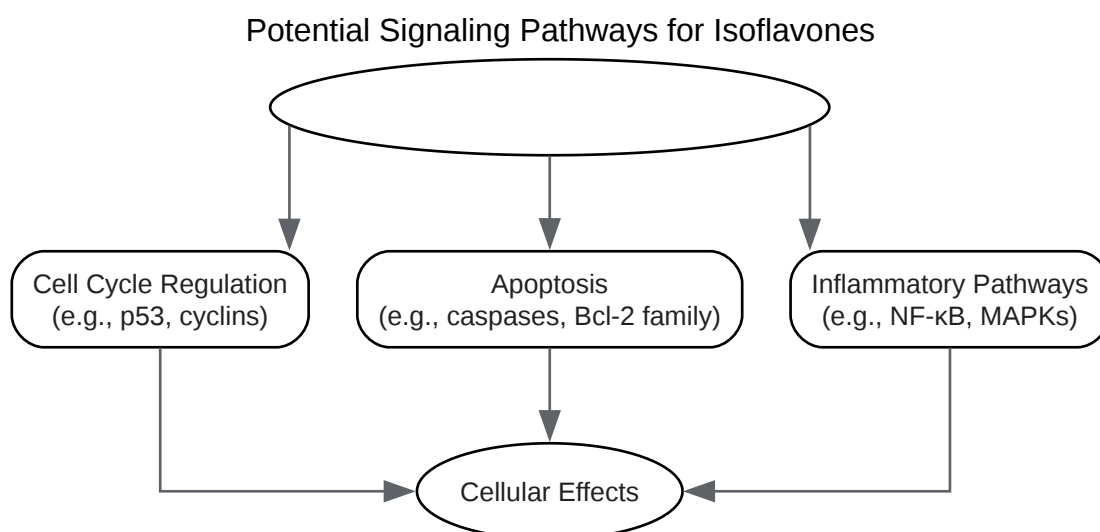 Potential Signaling Pathways for Isoflavones
Cell Cycle Regulation
(e.g., p53, cyclins)
Apoptosis
(e.g., caspases, Bcl-2 family)
Inflammatory Pathways
(e.g., NF-κB, MAPKs)
Cellular Effects